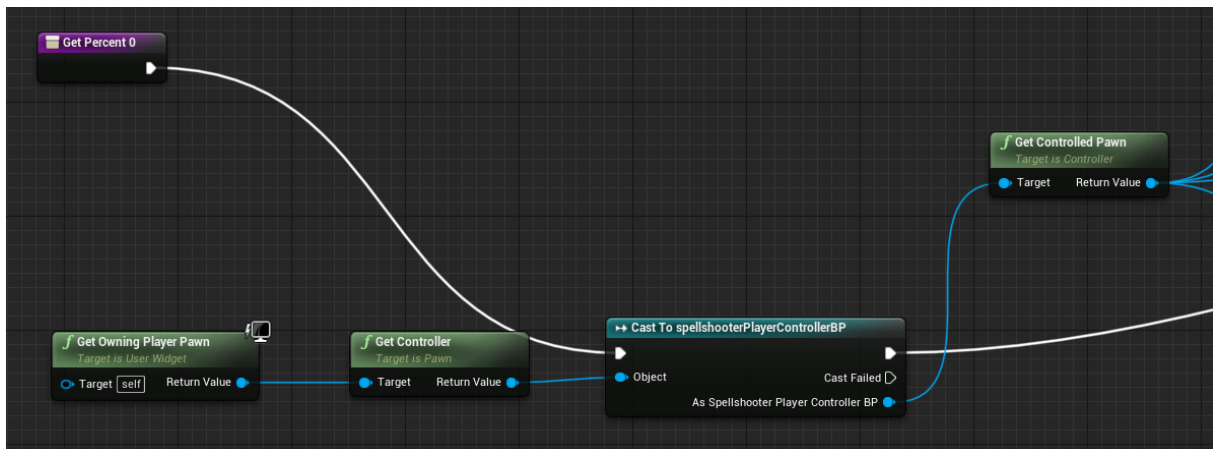 Get Percent 0
f Get Controlled Pawn
Target is Controller
Target Return Value
f Get Owning Player Pawn
Target is User Widget
Target self Return Value
f Get Controller
Target is Pawn
Target Return Value
Cast To spellshooterPlayerControllerBP
Object
Cast Failed
As Spellshooter Player Controller BP